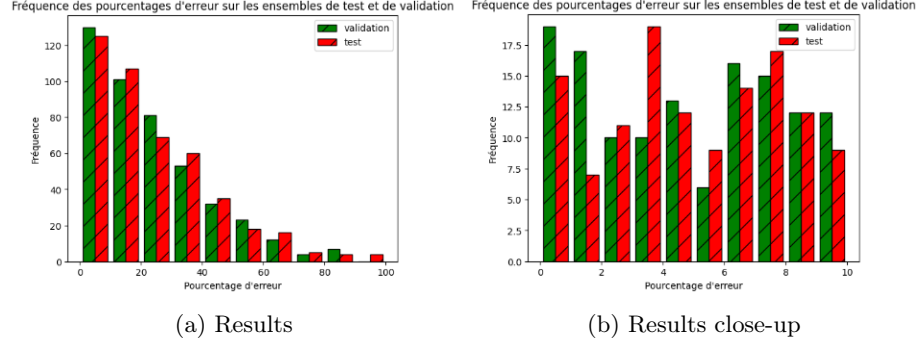 Fréquence des pourcentages d'erreur sur les ensembles de test et de validation
validation
test
120
100
80
60
40
20
0
Fréquence
0 20 40 60 80 100
Pourcentage d'erreur
(a) Results
Fréquence des pourcentages d'erreur sur les ensembles de test et de validation
validation
test
17.5
15.0
12.5
10.0
7.5
5.0
2.5
0.0
Fréquence
0 2 4 6 8 10
Pourcentage d'erreur
(b) Results close-up